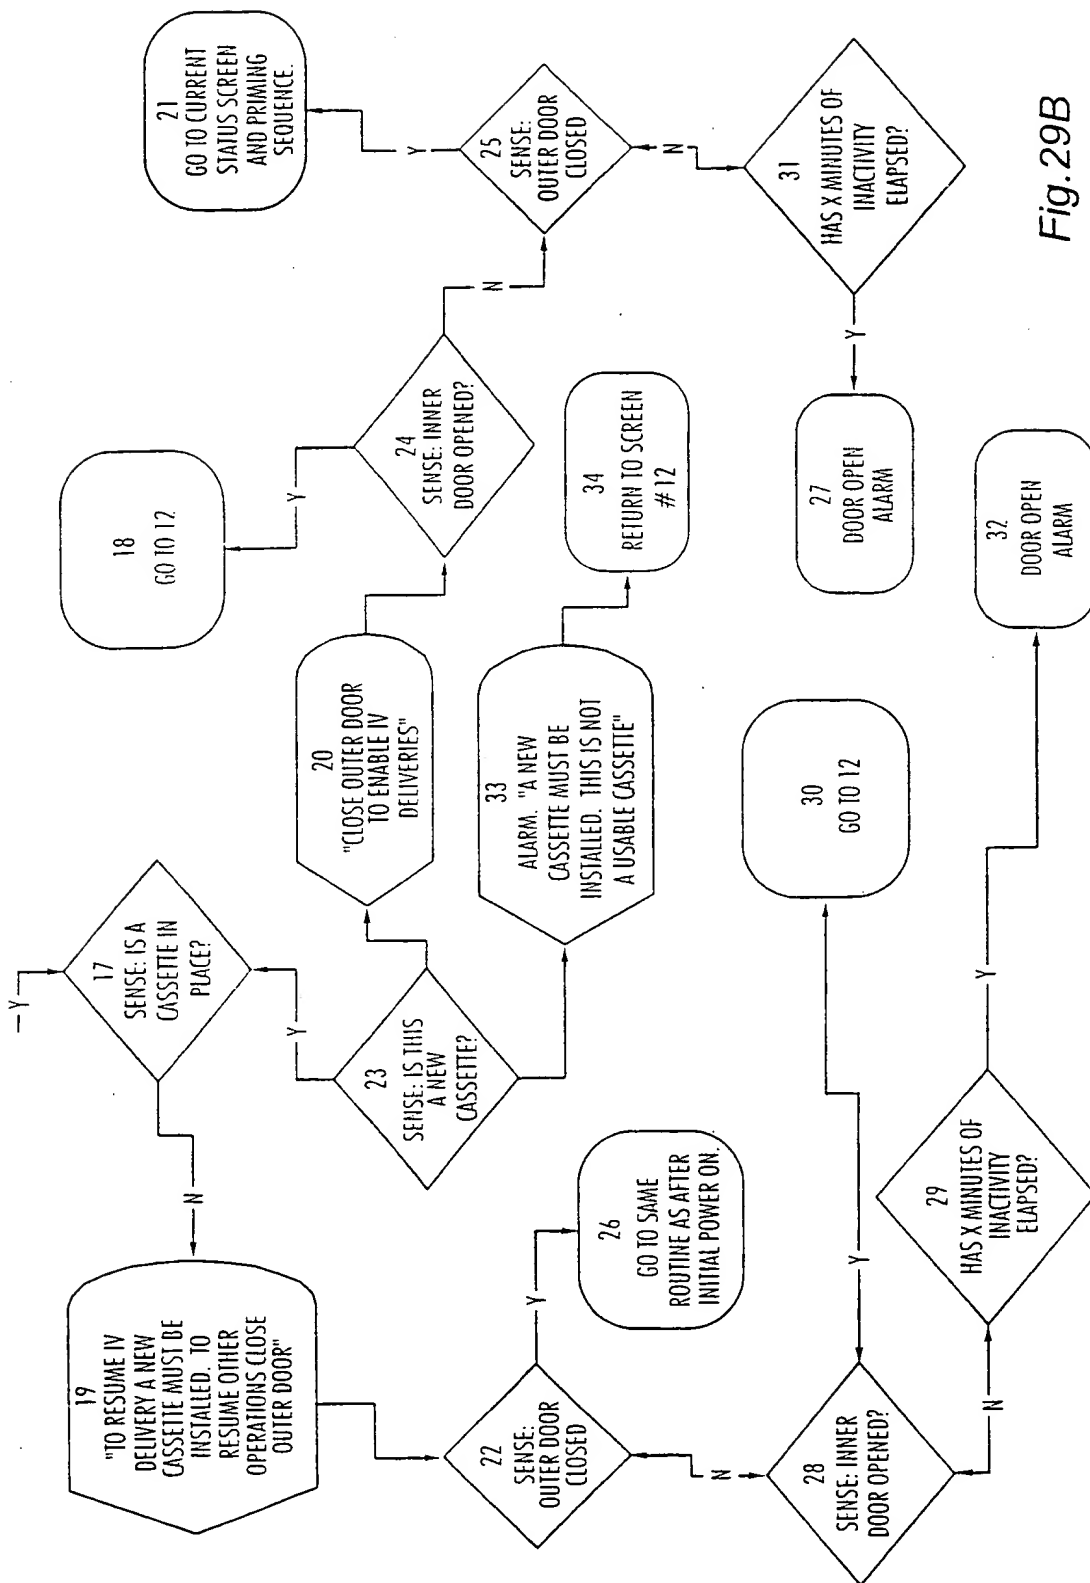 — Y —
17
SENSE: IS A
CASSETTE IN
PLACE?
N
Y
19
"TO RESUME IV
DELIVERY A NEW
CASSETTE MUST BE
INSTALLED. TO
RESUME OTHER
OPERATIONS CLOSE
OUTER DOOR"
23
SENSE: IS THIS
A NEW
CASSETTE?
20
"CLOSE OUTER DOOR
TO ENABLE IV
DELIVERIES"
33
ALARM. "A NEW
CASSETTE MUST BE
INSTALLED. THIS IS NOT
A USABLE CASSETTE"
34
RETURN TO SCREEN
# 12
18
GO TO 12
Y
24
SENSE: INNER
DOOR OPENED?
N
21
GO TO CURRENT
STATUS SCREEN
AND PRIMING
SEQUENCE.
Y
25
SENSE:
OUTER DOOR
CLOSED
N
31
HAS X MINUTES OF
INACTIVITY
ELAPSED?
Y
27
DOOR OPEN
ALARM
22
SENSE:
OUTER DOOR
CLOSED
Y
26
GO TO SAME
ROUTINE AS AFTER
INITIAL POWER ON.
N
28
SENSE: INNER
DOOR OPENED?
Y
30
GO TO 12
N
29
HAS X MINUTES OF
INACTIVITY
ELAPSED?
Y
32
DOOR OPEN
ALARM
Fig.29B